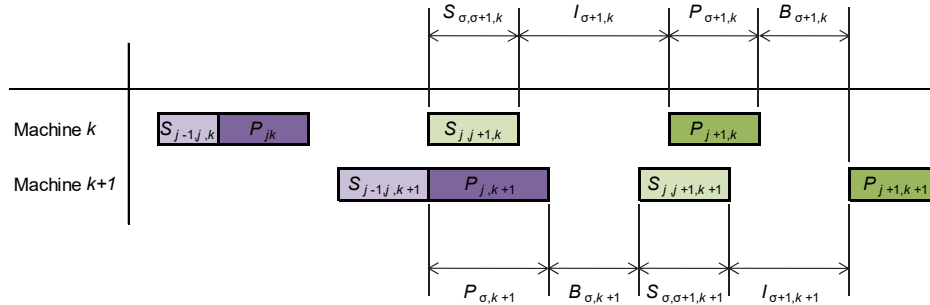 S σ,σ+1,k I σ+1,k P σ+1,k B σ+1,k
Machine k S j-1,j,k P jk S j,j+1,k P j+1,k
Machine k+1 S j-1,j,k+1 P j,k+1 S j,j+1,k+1 P j+1,k+1
P σ,k+1 B σ,k+1 S σ,σ+1,k+1 I σ+1,k+1